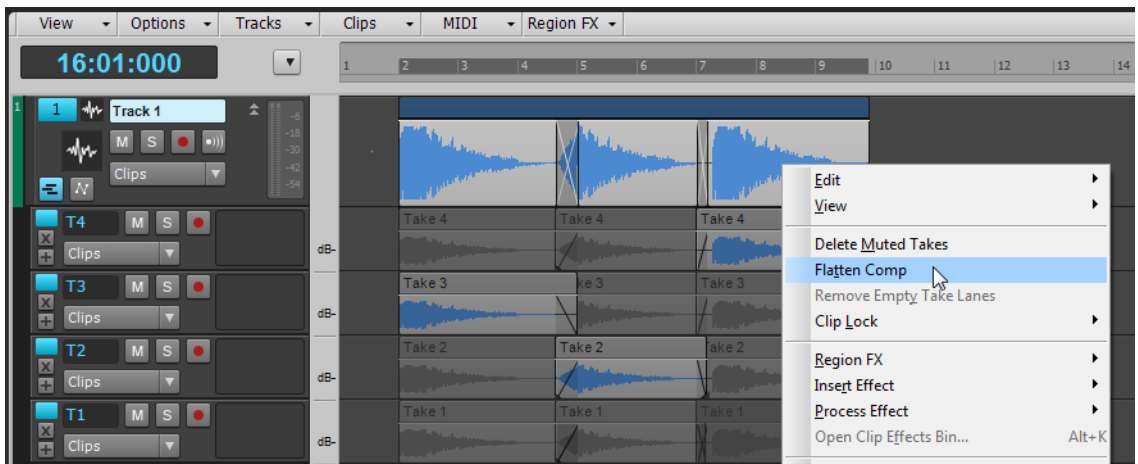 View Options Tracks Clips MIDI Region FX
16:01:000
1 2 3 4 5 6 7 8 9 10 11 12 13 14
1 1 Track 1
-6
M S
-18
-30
Clips
-42
-54
T4 M S
Take 4 Take 4 Take 4
Clips
dB-
T3 M S
Take 3 ke 3 Take 3
Clips
dB-
T2 M S
Take 2 Take 2 ake 2
Clips
dB-
T1 M S
Take 1 Take 1 Take 1
Clips
dB-
Edit
View
Delete Muted Takes
Flatten Comp
Remove Empty Take Lanes
Clip Lock
Region FX
Insert Effect
Process Effect
Open Clip Effects Bin... Alt+K